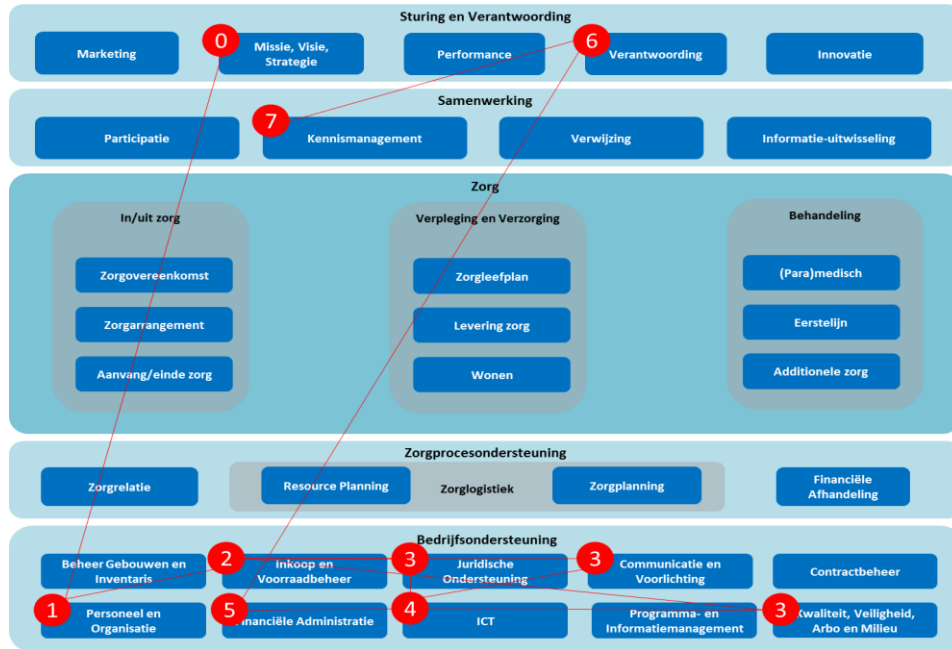 Sturing en Verantwoording
0
6
Marketing
Missie, Visie,
Strategie
Performance
Verantwoording
Innovatie
Samenwerking
7
Participatie
Kennismanagement
Verwijzing
Informatie-uitwisseling
Zorg
In/uit zorg
Zorgovereenkomst
Zorgarrangement
Aanvang/einde zorg
Verpleging en Verzorging
Zorgleefplan
Levering zorg
Wonen
Behandeling
(Para)medisch
Eerstelijn
Additionele zorg
Zorgprocesondersteuning
Zorgrelatie
Resource Planning
Zorglogistiek
Zorgplanning
Financiële
Afhandeling
Bedrijfsondersteuning
Beheer Gebouwen en
Inventaris
2
Inkoop en
Voorraadbeheer
3
Juridische
Ondersteuning
3
Communicatie en
Voorlichting
Contractbeheer
1
Personeel en
Organisatie
5
Financiële Administratie
4
ICT
Programma- en
Informatiemanagement
3
Kwaliteit, Veiligheid,
Arbo en Milieu